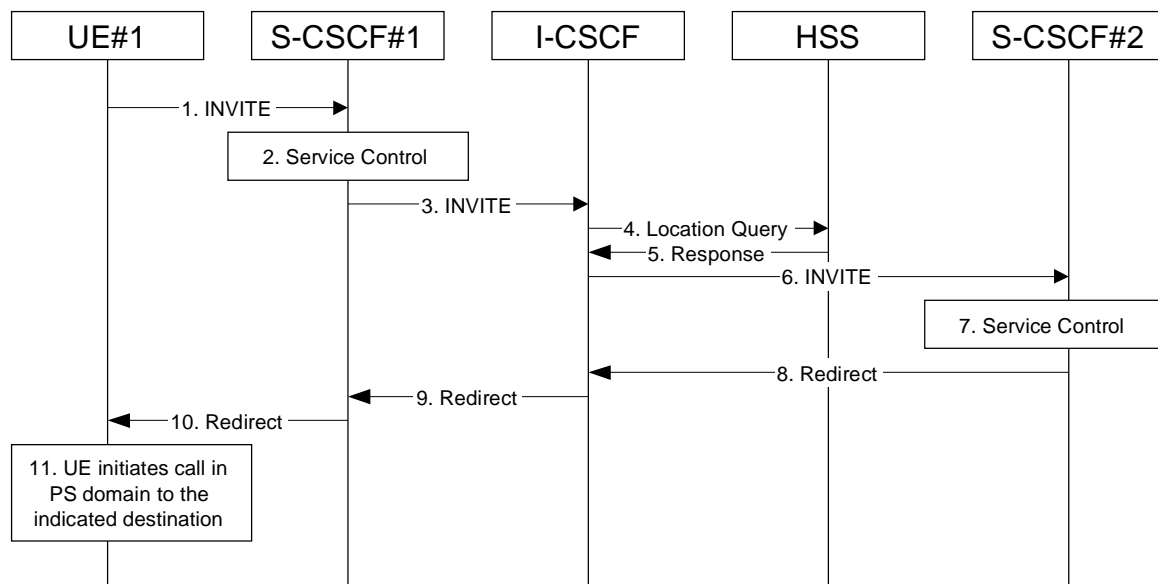 UE#1
S-CSCF#1
I-CSCF
HSS
S-CSCF#2
1. INVITE
2. Service Control
3. INVITE
4. Location Query
5. Response
6. INVITE
7. Service Control
8. Redirect
9. Redirect
10. Redirect
11. UE initiates call in
PS domain to the
indicated destination